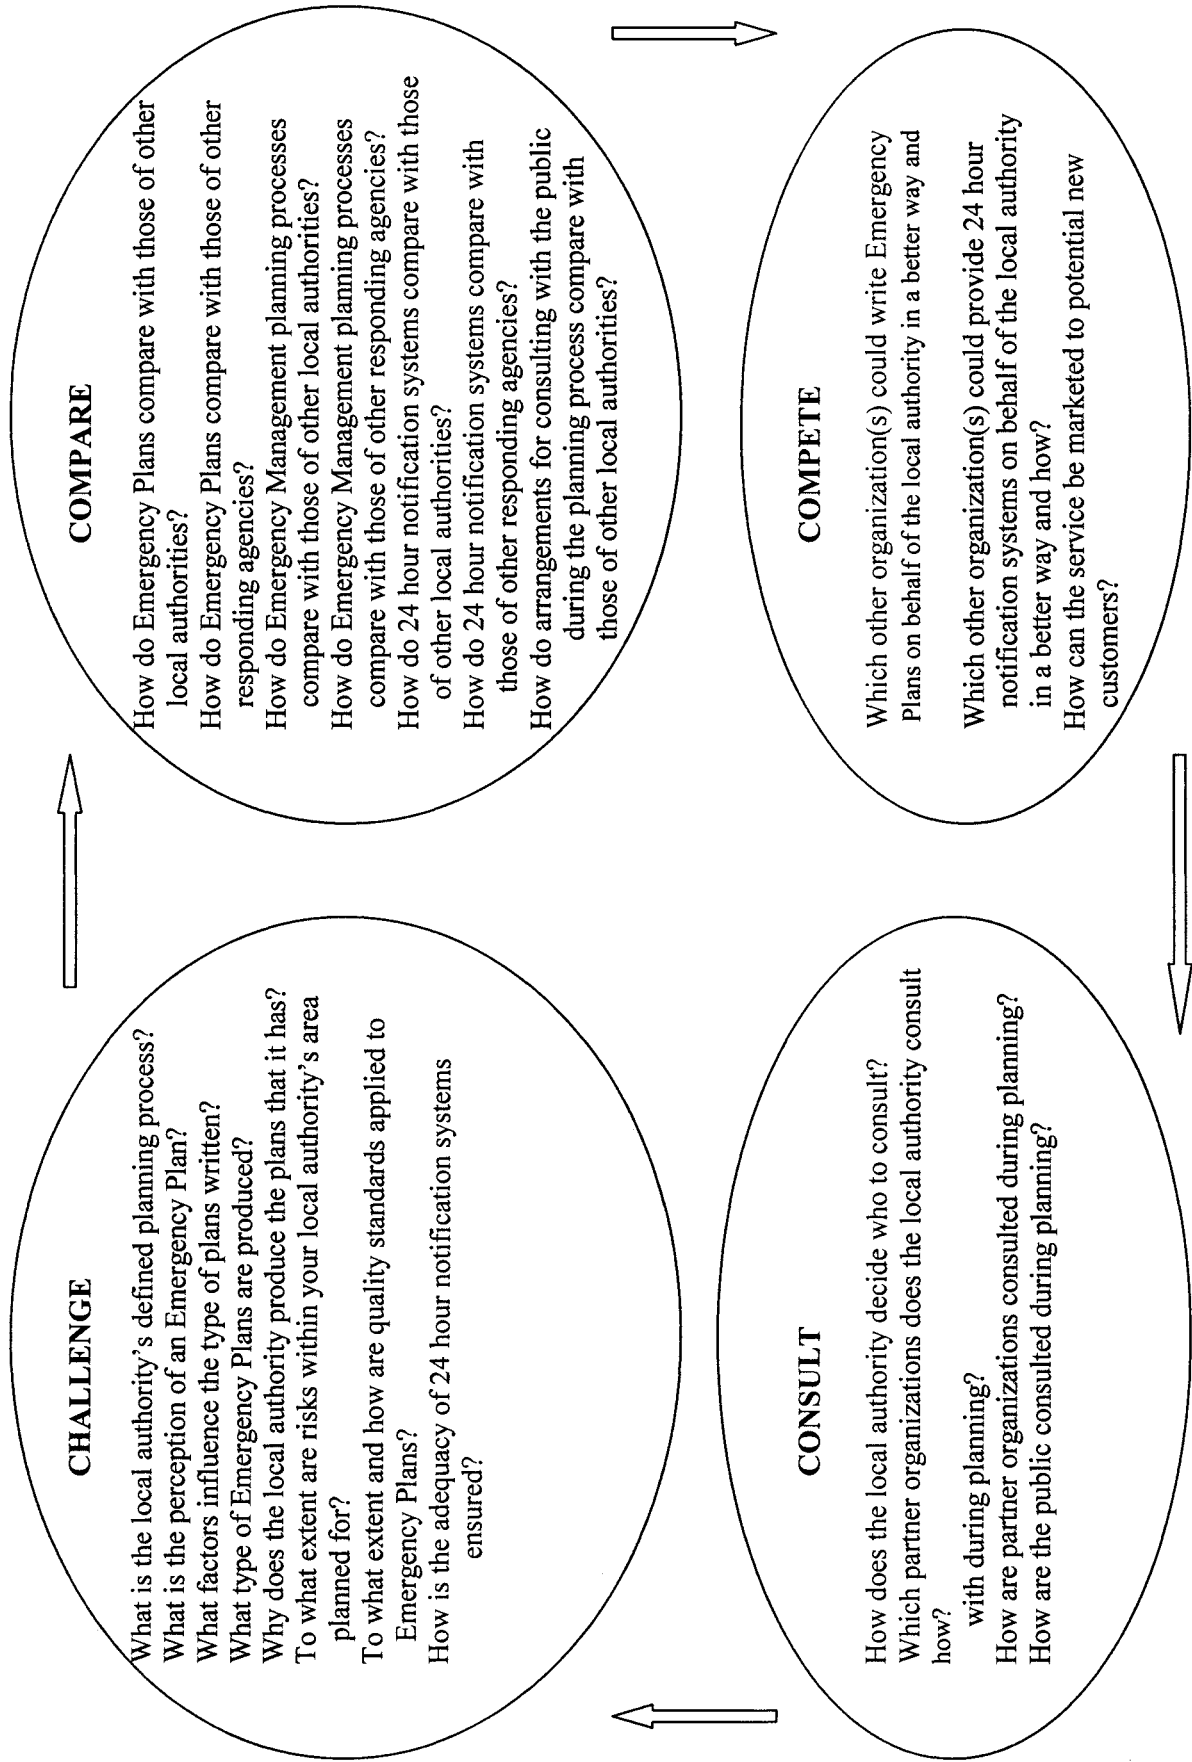 CHALLENGE
What is the local authority's defined planning process?
What is the perception of an Emergency Plan?
What factors influence the type of plans written?
What type of Emergency Plans are produced?
Why does the local authority produce the plans that it has?
To what extent are risks within your local authority's area
planned for?
To what extent and how are quality standards applied to
Emergency Plans?
How is the adequacy of 24 hour notification systems
ensured?
COMPARE
How do Emergency Plans compare with those of other
local authorities?
How do Emergency Plans compare with those of other
responding agencies?
How do Emergency Management planning processes
compare with those of other local authorities?
How do Emergency Management planning processes
compare with those of other responding agencies?
How do 24 hour notification systems compare with those
of other local authorities?
How do 24 hour notification systems compare with
those of other responding agencies?
How do arrangements for consulting with the public
during the planning process compare with
those of other local authorities?
CONSULT
How does the local authority decide who to consult?
Which partner organizations does the local authority consult
how?
with during planning?
How are partner organizations consulted during planning?
How are the public consulted during planning?
COMPETE
Which other organization(s) could write Emergency
Plans on behalf of the local authority in a better way and
Which other organization(s) could provide 24 hour
notification systems on behalf of the local authority
in a better way and how?
How can the service be marketed to potential new
customers?